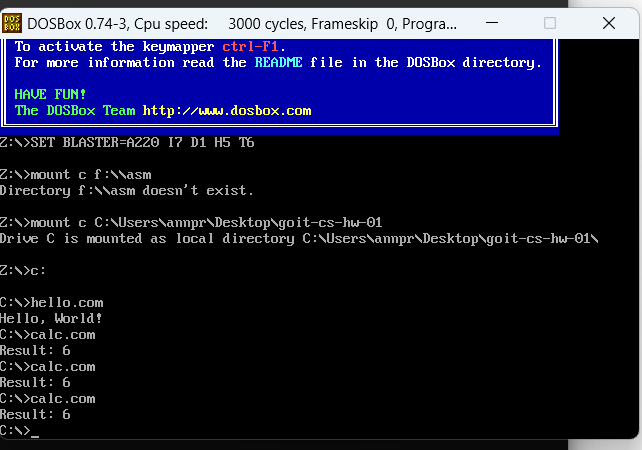 DOSBox 0.74-3, Cpu speed:    3000 cycles, Frameskip  0, Progra...
To activate the keymapper ctrl-F1.
For more information read the README file in the DOSBox directory.
HAVE FUN!
The DOSBox Team http://www.dosbox.com
Z:\>SET BLASTER=A220 I7 D1 H5 T6
Z:\>mount c f:\\asm
Directory f:\\asm doesn't exist.
Z:\>mount c C:\Users\annpr\Desktop\goit-cs-hw-01
Drive C is mounted as local directory C:\Users\annpr\Desktop\goit-cs-hw-01\
Z:\>c:
C:\>hello.com
Hello, World!
C:\>calc.com
Result: 6
C:\>calc.com
Result: 6
C:\>calc.com
Result: 6
C:\>_